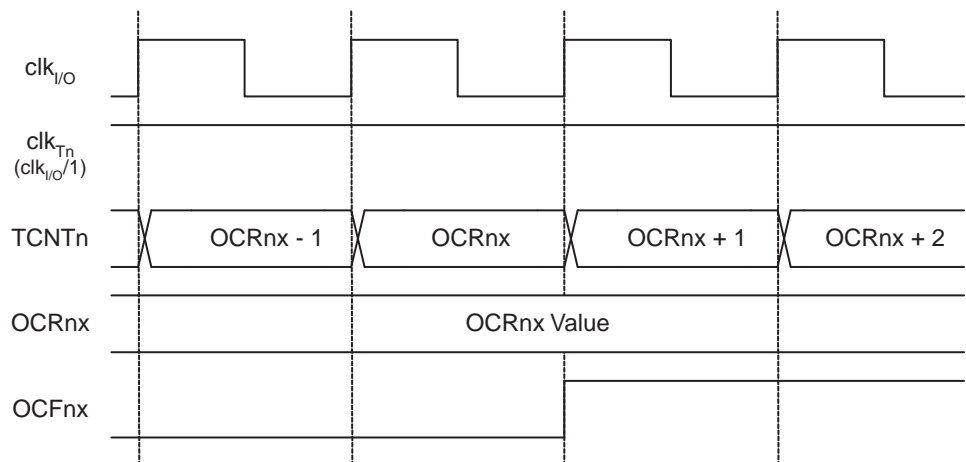 clkI/O
clkTn
(clkI/O/1)
TCNTn OCRnx - 1 OCRnx OCRnx + 1 OCRnx + 2
OCRnx OCRnx Value
OCFnx